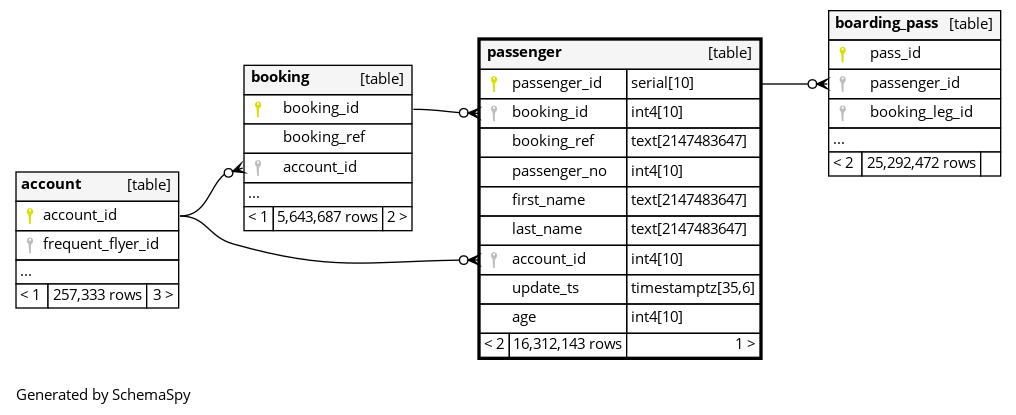 boarding_pass [table]
pass_id
passenger_id
booking_leg_id
...
< 2 25,292,472 rows
passenger [table]
passenger_id serial[10]
booking_id int4[10]
booking_ref text[2147483647]
passenger_no int4[10]
first_name text[2147483647]
last_name text[2147483647]
account_id int4[10]
update_ts timestamptz[35,6]
age int4[10]
< 2 16,312,143 rows 1 >
booking [table]
booking_id
booking_ref
account_id
...
< 1 5,643,687 rows 2 >
account [table]
account_id
frequent_flyer_id
...
< 1 257,333 rows 3 >
Generated by SchemaSpy